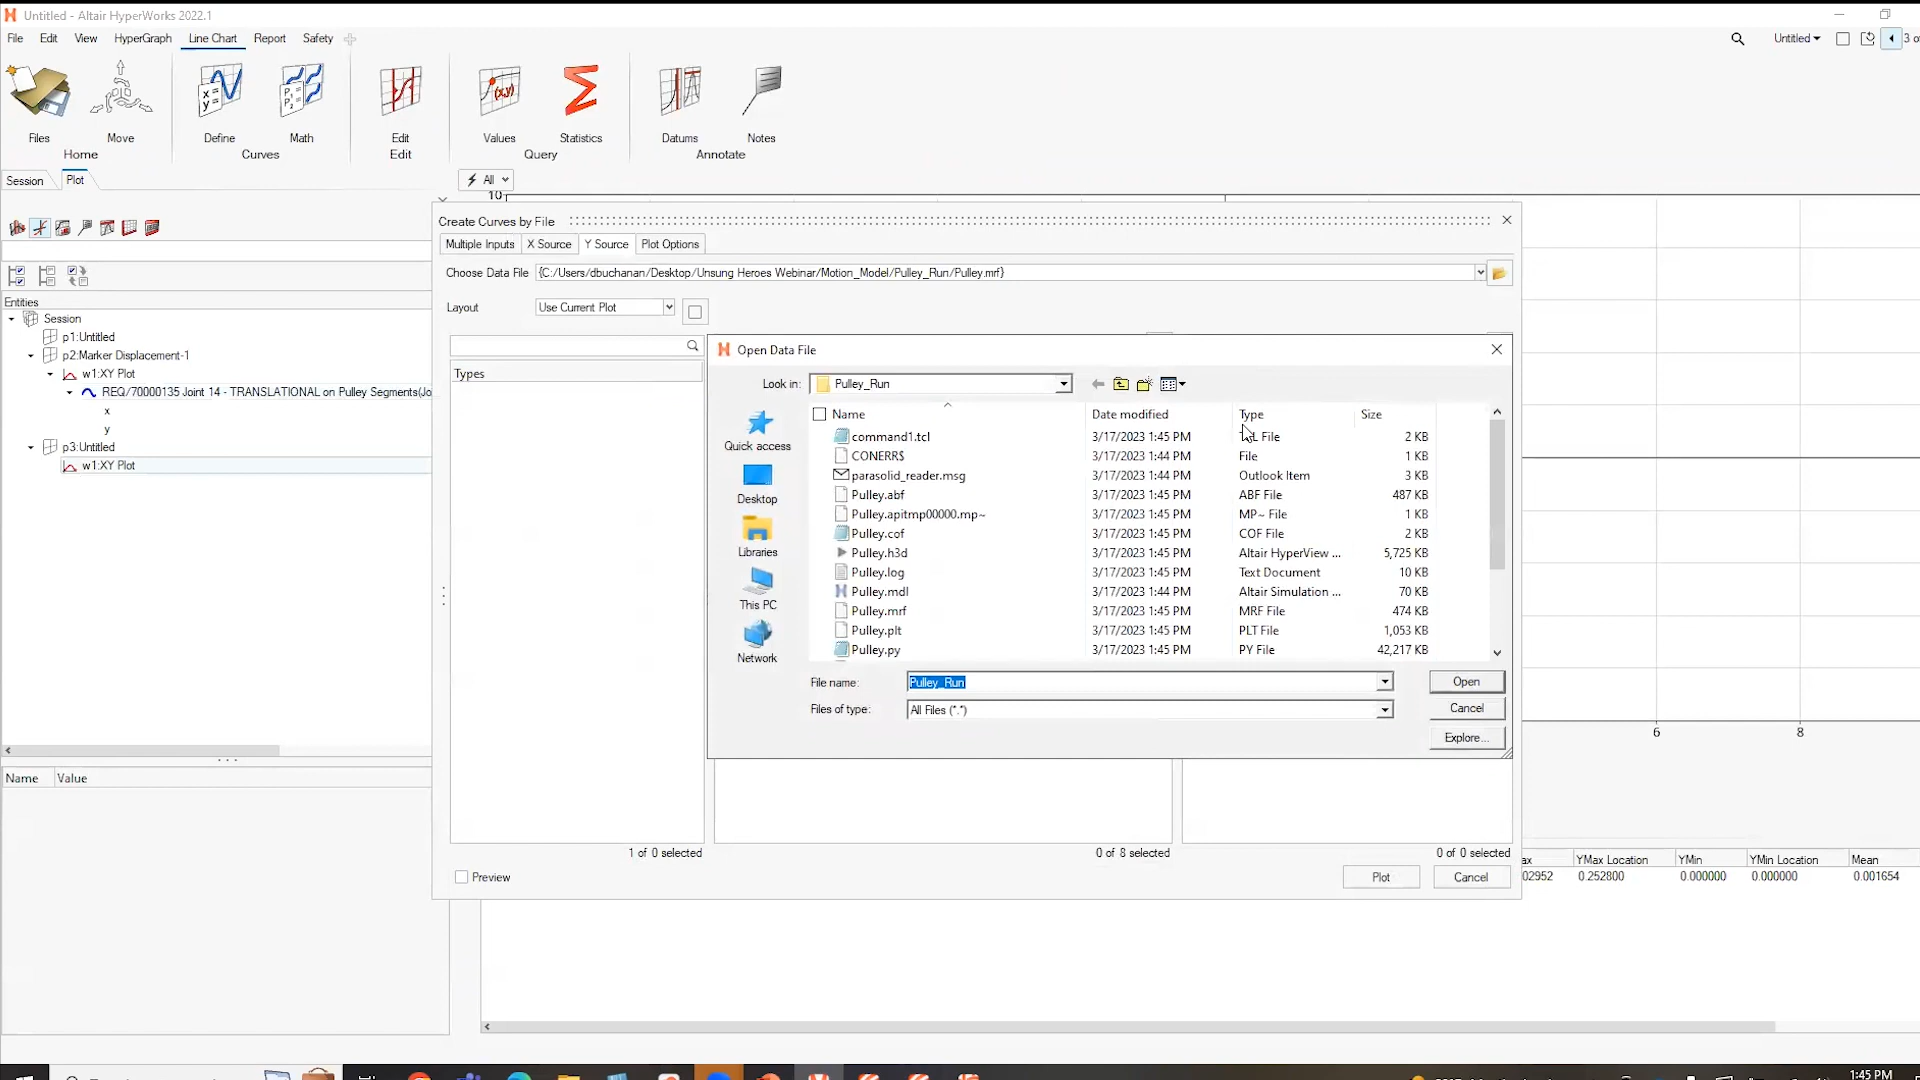 Untitled - Altair HyperWorks 2022.1
File Edit View HyperGraph Line Chart Report Safety
Untitled
3 o
Files Move Define Math Edit Values Statistics Datums Notes
Home Curves Edit Query Annotate
Session Plot
All
10
Create Curves by File
Multiple Inputs X Source Y Source Plot Options
Choose Data File {C:/Users/dbuchanan/Desktop/Unsung Heroes Webinar/Motion_Model/Pulley_Run/Pulley.mrf}
Layout Use Current Plot
Entities
Session
p1:Untitled
p2:Marker Displacement-1
w1:XY Plot
REQ/70000135 Joint 14 - TRANSLATIONAL on Pulley Segments(Jo
x
y
p3:Untitled
w1:XY Plot
Types
Open Data File
Look in: Pulley_Run
Quick access
Desktop
Libraries
This PC
Network
Name Date modified Type Size
command1.tcl 3/17/2023 1:45 PM L File 2 KB
CONERR$ 3/17/2023 1:44 PM File 1 KB
parasolid_reader.msg 3/17/2023 1:44 PM Outlook Item 3 KB
Pulley.abf 3/17/2023 1:45 PM ABF File 487 KB
Pulley.apitmp00000.mp~ 3/17/2023 1:45 PM MP~ File 1 KB
Pulley.cof 3/17/2023 1:45 PM COF File 2 KB
Pulley.h3d 3/17/2023 1:45 PM Altair HyperView ... 5,725 KB
Pulley.log 3/17/2023 1:45 PM Text Document 10 KB
Pulley.mdl 3/17/2023 1:44 PM Altair Simulation ... 70 KB
Pulley.mrf 3/17/2023 1:45 PM MRF File 474 KB
Pulley.plt 3/17/2023 1:45 PM PLT File 1,053 KB
Pulley.py 3/17/2023 1:45 PM PY File 42,217 KB
File name: Pulley_Run Open
Files of type: All Files (*.*) Cancel
Explore...
6 8
Name Value
1 of 0 selected 0 of 8 selected 0 of 0 selected
Preview Plot Cancel
ax YMax Location YMin YMin Location Mean
02952 0.252800 0.000000 0.000000 0.001654
1:45 PM